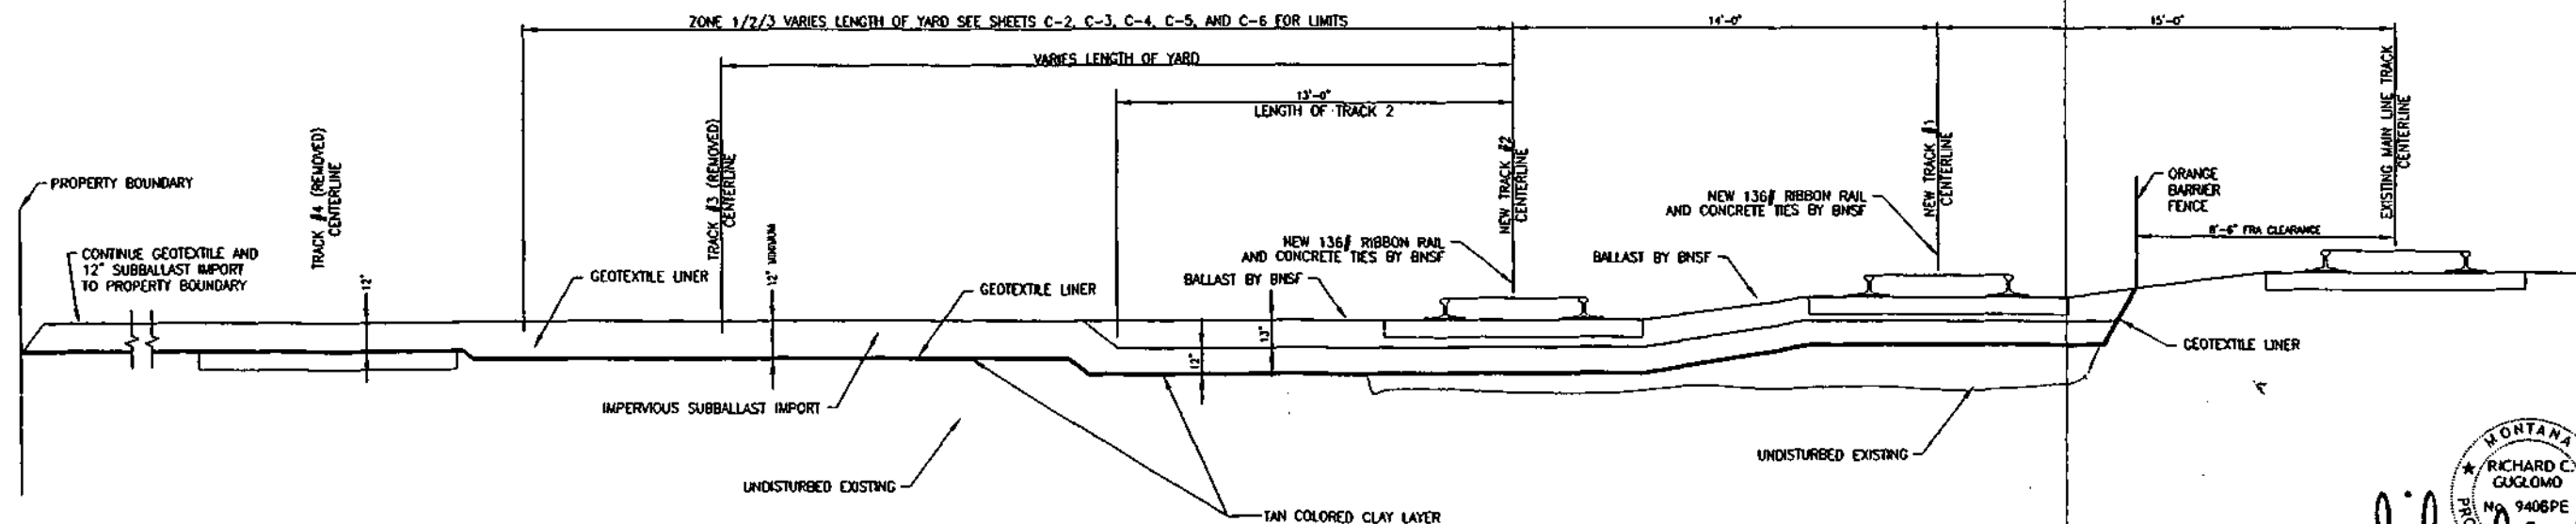 ZONE 1/2/3 VARIES LENGTH OF YARD SEE SHEETS C-2, C-3, C-4, C-5, AND C-6 FOR LIMITS
14'-0"
15'-0"
VARIES LENGTH OF YARD
13'-0"
LENGTH OF TRACK 2
PROPERTY BOUNDARY
TRACK #4 (REMOVED)
CENTERLINE
TRACK #3 (REMOVED)
CENTERLINE
NEW TRACK #2
CENTERLINE
NEW TRACK #1
CENTERLINE
EXISTING MAIN LINE TRACK
CENTERLINE
ORANGE
BARRIER
FENCE
8'-6" FRA CLEARANCE
NEW 136# RIBBON RAIL
AND CONCRETE TIES BY BNSF
NEW 136# RIBBON RAIL
AND CONCRETE TIES BY BNSF
BALLAST BY BNSF
BALLAST BY BNSF
CONTINUE GEOTEXTILE AND
12" SUBBALLAST IMPORT
TO PROPERTY BOUNDARY
12"
GEOTEXTILE LINER
12" MINIMUM
GEOTEXTILE LINER
13"
12"
GEOTEXTILE LINER
IMPERVIOUS SUBBALLAST IMPORT
UNDISTURBED EXISTING
UNDISTURBED EXISTING
TAN COLORED CLAY LAYER
MONTANA
RICHARD C.
GUGLOMO
No 9406PE